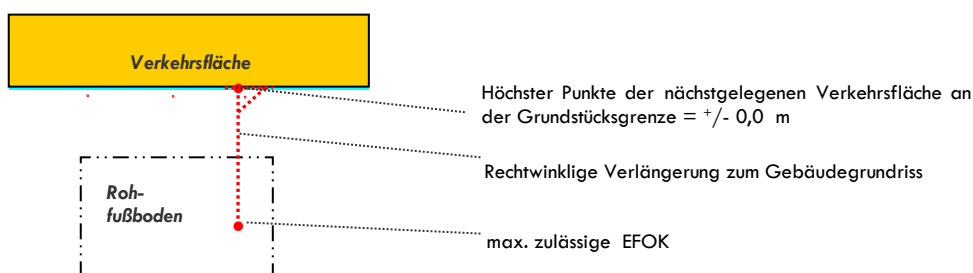 Verkehrsfläche
Höchster Punkte der nächstgelegenen Verkehrsfläche an
der Grundstücksgrenze = +/- 0,0 m
Rechtwinklige Verlängerung zum Gebäudegrundriss
Roh-
fußboden
max. zulässige EFOK